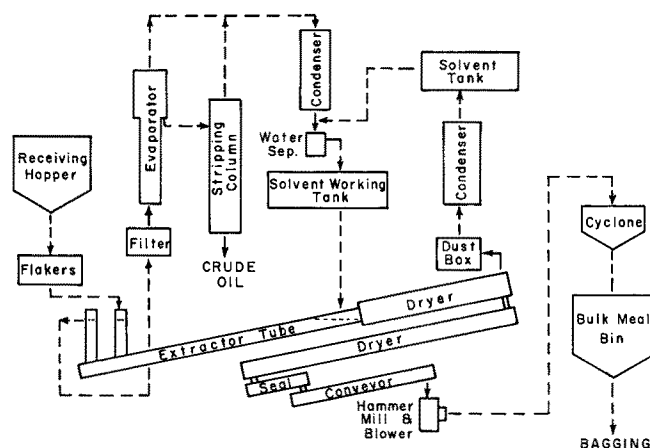 Condenser
Solvent
Tank
Evaporator
Stripping
Column
Water
Sep.
Condenser
Receiving
Hopper
Solvent Working
Tank
Cyclone
Filter
Dust
Box
Flakers
CRUDE
OIL
Dryer
Bulk Meal
Bin
Extractor Tube
Dryer
Seal
Conveyor
Hammer
Mill &
Blower
BAGGING